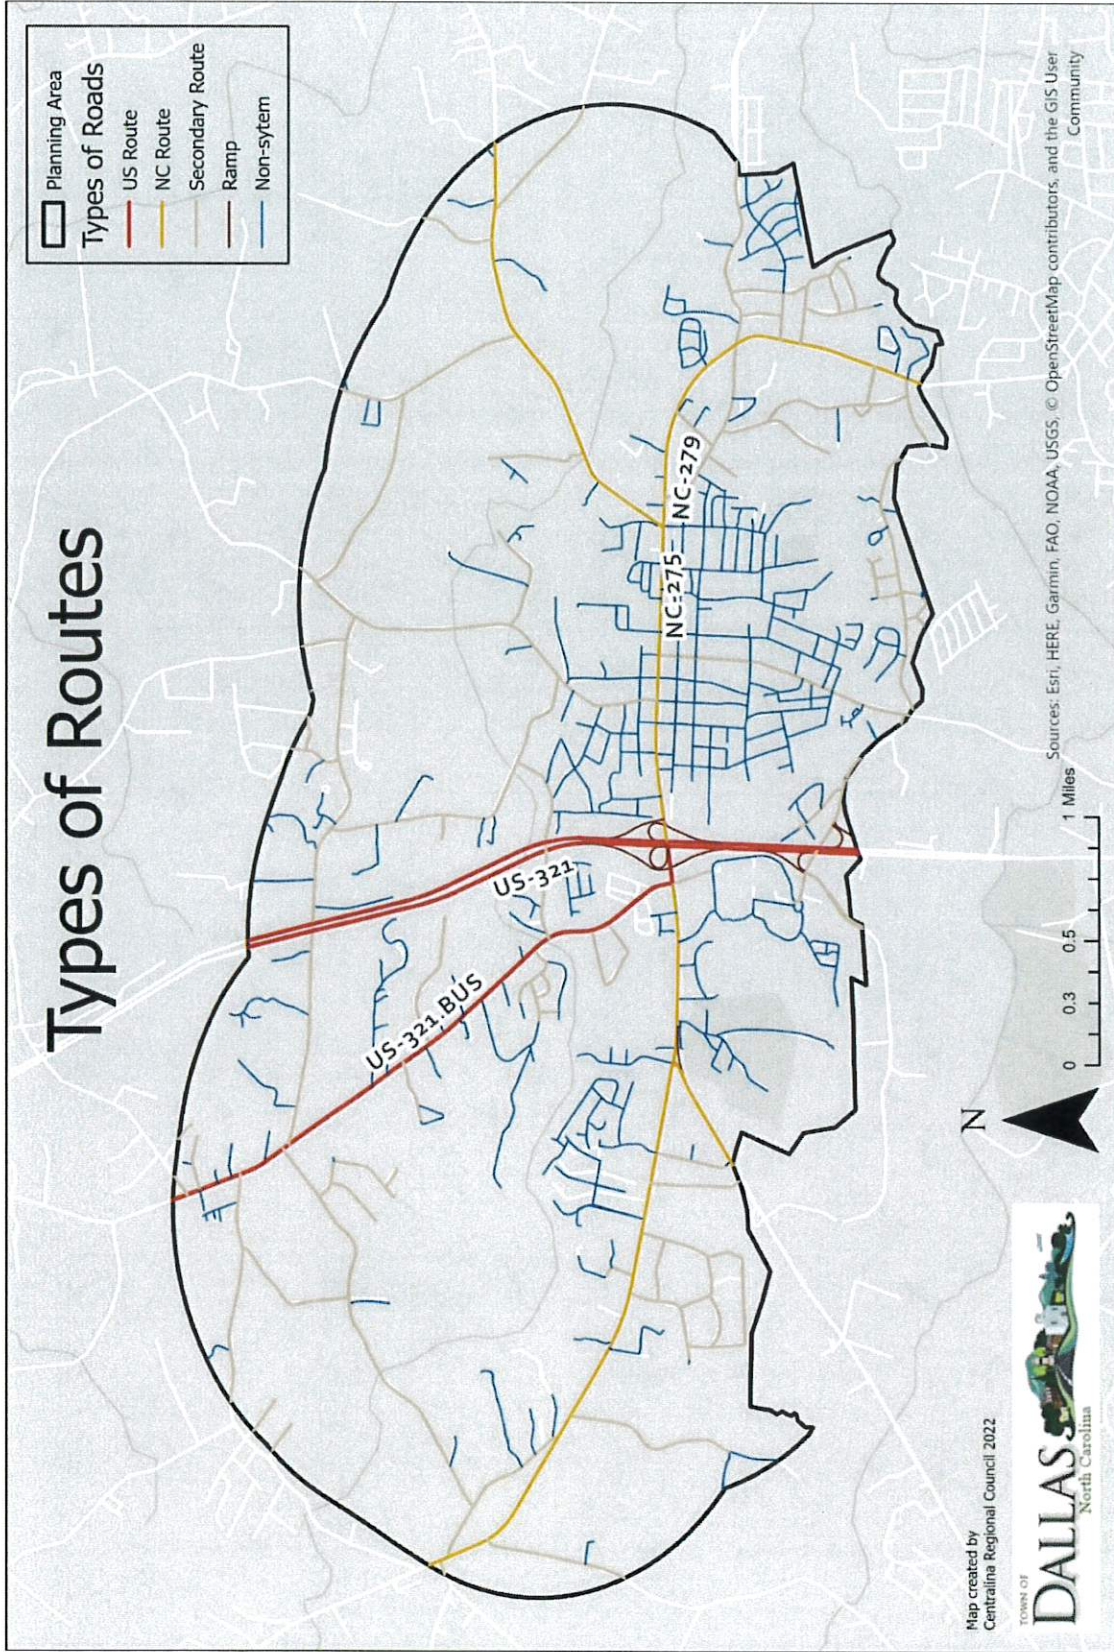 Types of Routes
Planning Area
Types of Roads
US Route
NC Route
Secondary Route
Ramp
Non-sytem
US-321
US-321.BUS
NC-275
NC-279
N
0 0.3 0.5 1 Miles
Sources: Esri, HERE, Garmin, FAO, NOAA, USGS, © OpenStreetMap contributors, and the GIS User
Community
Map created by
Centralina Regional Council 2022
TOWN OF
DALLAS
North Carolina